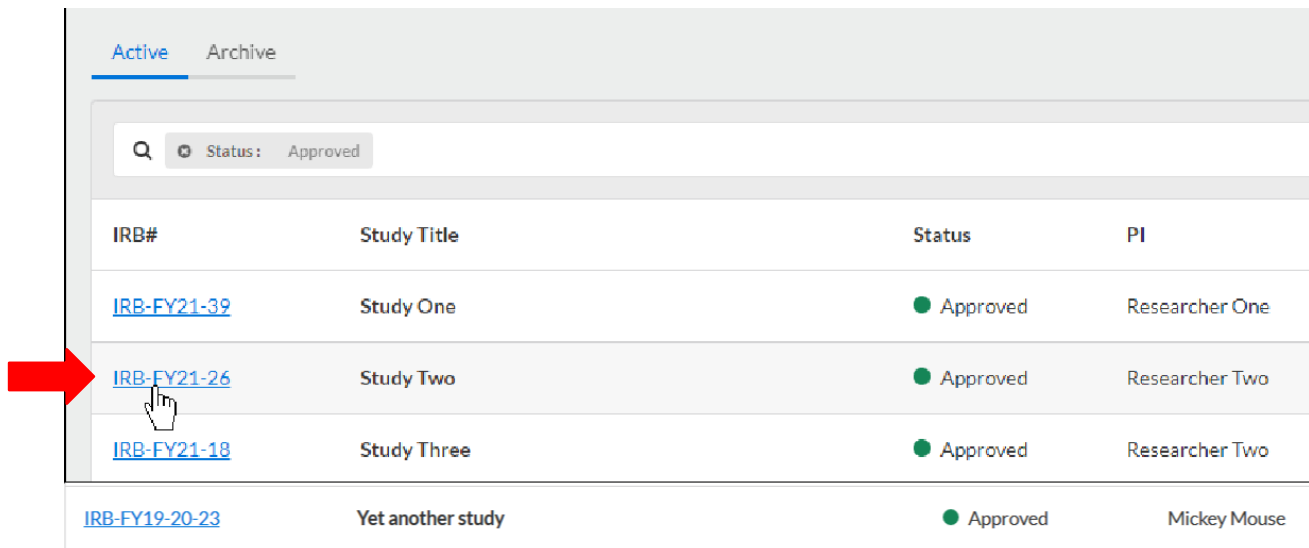 Active Archive
Status: Approved
IRB# Study Title Status PI
IRB-FY21-39 Study One Approved Researcher One
IRB-FY21-26 Study Two Approved Researcher Two
IRB-FY21-18 Study Three Approved Researcher Two
IRB-FY19-20-23 Yet another study Approved Mickey Mouse